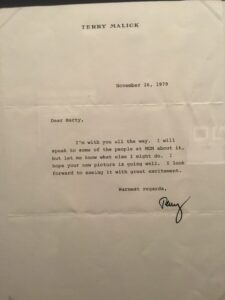 TERRY MALICK
November 26, 1979
Dear Marty,
I'm with you all the way. I will
speak to some of the people at MGM about it,
but let me know what else I might do. I
hope your new picture is going well. I look
forward to seeing it with great excitement.
Warmest regards,
Terry